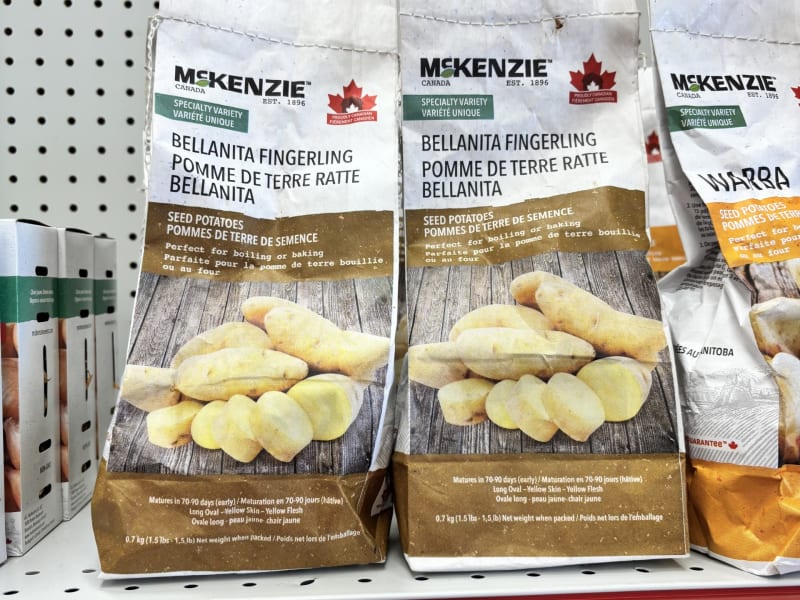 McKENZIE™
CANADA EST. 1896
SPECIALTY VARIETY
VARIÉTÉ UNIQUE
PROUDLY CANADIAN
FIÈREMENT CANADIEN
BELLANITA FINGERLING
POMME DE TERRE RATTE
BELLANITA
SEED POTATOES
POMMES DE TERRE DE SEMENCE
Perfect for boiling or baking
Parfaite pour la pomme de terre bouillie
ou au four
Matures in 70-90 days (early) / Maturation en 70-90 jours (hâtive)
Long Oval – Yellow Skin – Yellow Flesh
Ovale long - peau jaune- chair jaune
0.7 kg (1.5 lbs - 1,5 lb) Net weight when packed / Poids net lors de l'emballage
McKENZIE™
CANADA EST. 1896
SPECIALTY VARIETY
VARIÉTÉ UNIQUE
PROUDLY CANADIAN
FIÈREMENT CANADIEN
BELLANITA FINGERLING
POMME DE TERRE RATTE
BELLANITA
SEED POTATOES
POMMES DE TERRE DE SEMENCE
Perfect for boiling or baking
Parfaite pour la pomme de terre bouillie
ou au four
Matures in 70-90 days (early) / Maturation en 70-90 jours (hâtive)
Long Oval – Yellow Skin – Yellow Flesh
Ovale long - peau jaune- chair jaune
0.7 kg (1.5 lbs - 1,5 lb) Net weight when packed / Poids net lors de l'emballage
McKENZIE™
CANADA EST. 1896
SPECIALTY VARIETY
VARIÉTÉ UNIQUE
WARBA
SEED POTATOES
POMMES DE TERRE
Perfect for
Parfaite po
au four
MANITOBA
GUARANTEE™